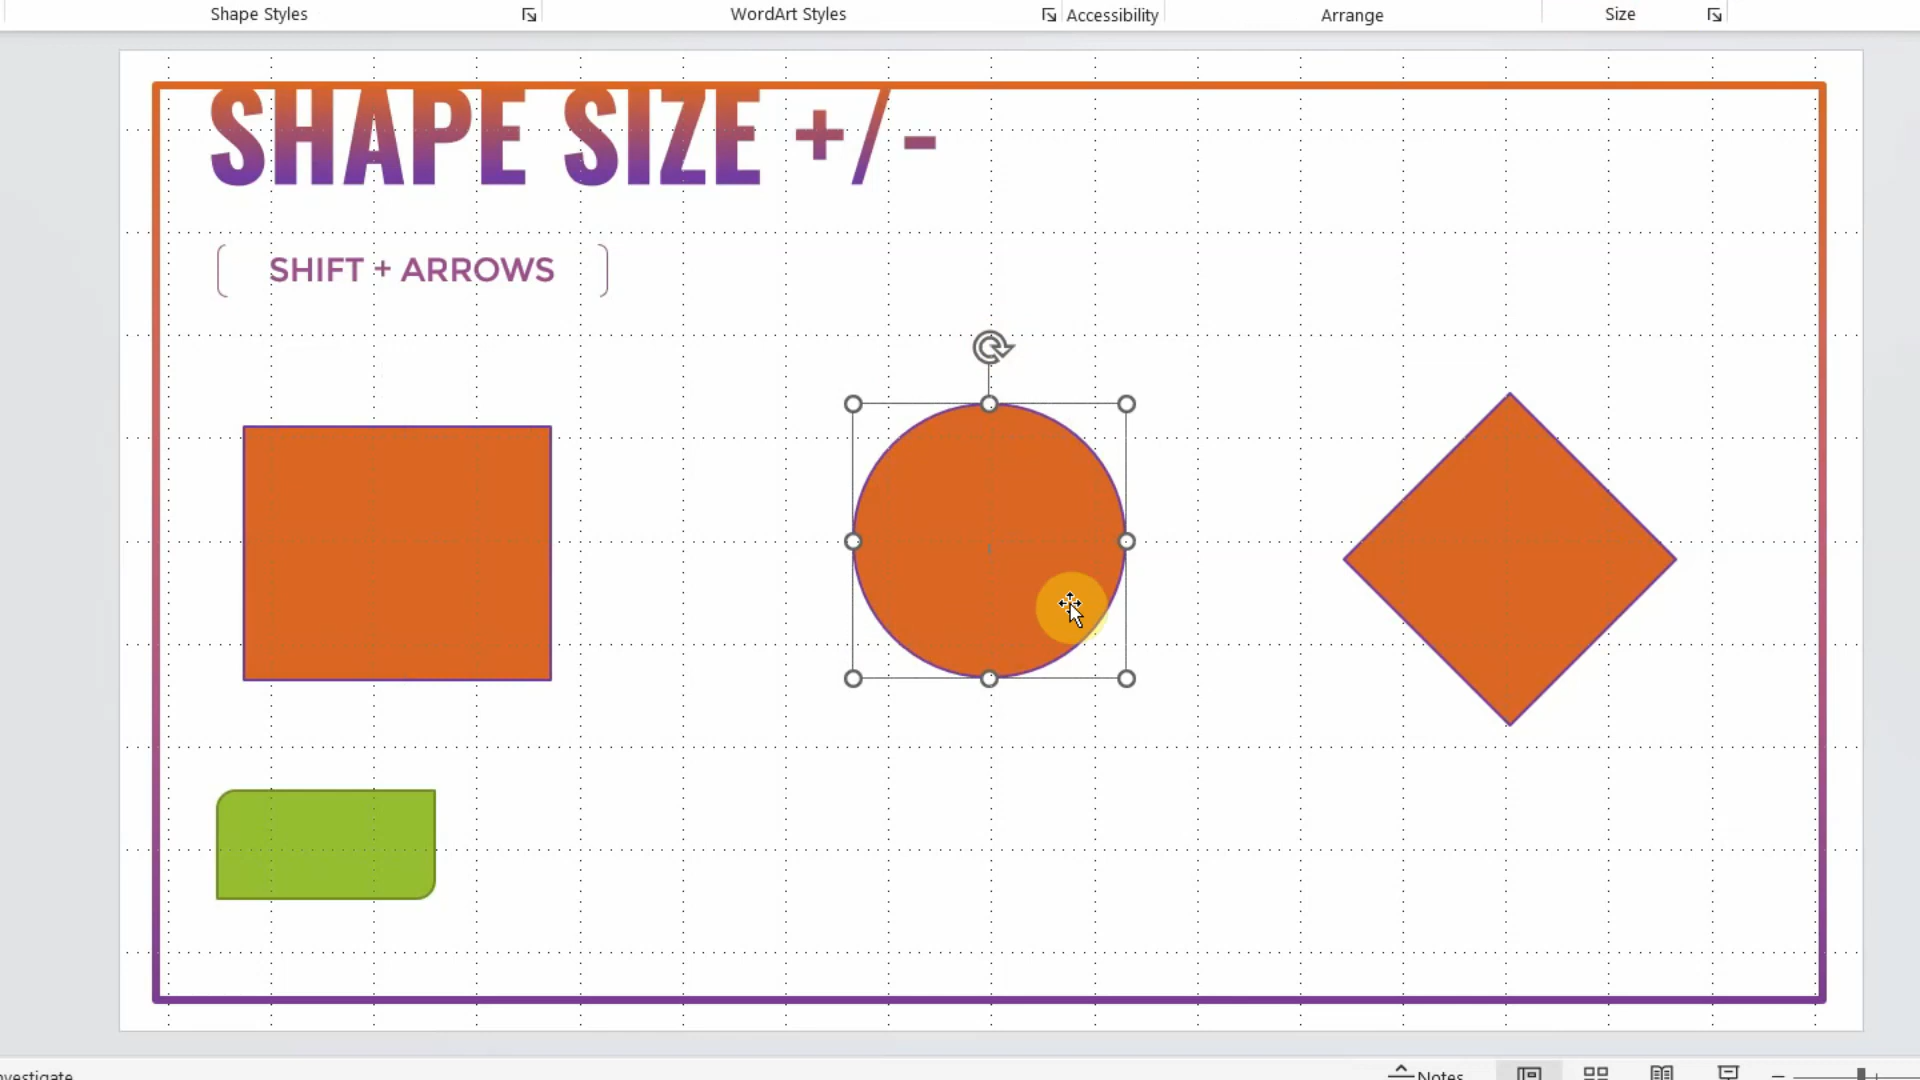 Shape Styles
WordArt Styles
Accessibility
Arrange
Size
SHAPE SIZE +/-
SHIFT + ARROWS
Notes